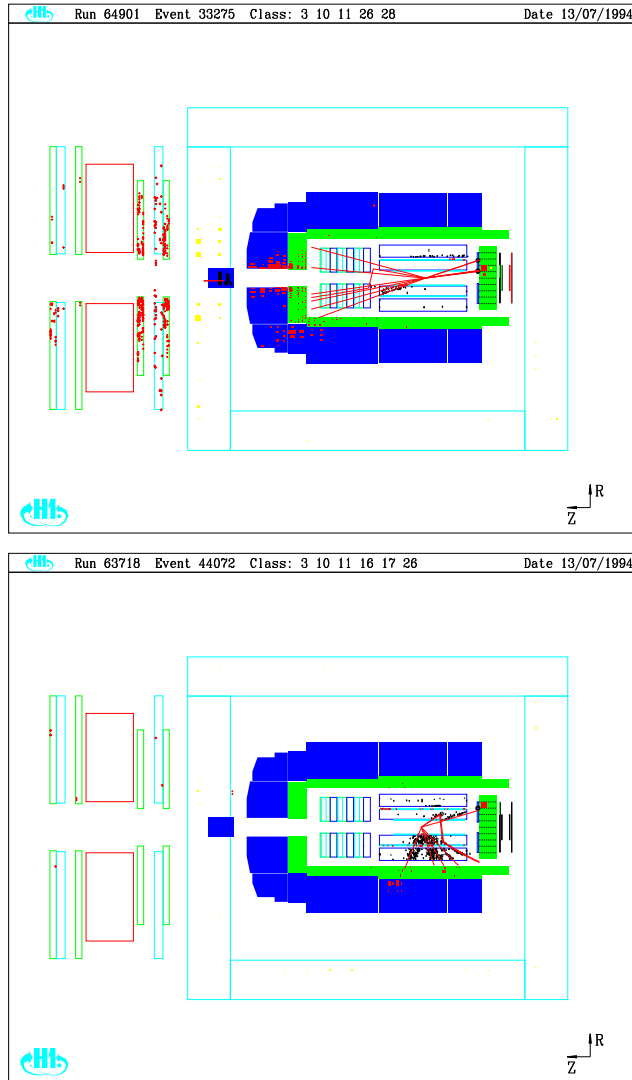 H1 Run 64901 Event 33275 Class: 3 10 11 26 28 Date 13/07/1994
R
Z
H1
H1 Run 63718 Event 44072 Class: 3 10 11 16 17 26 Date 13/07/1994
R
Z
H1